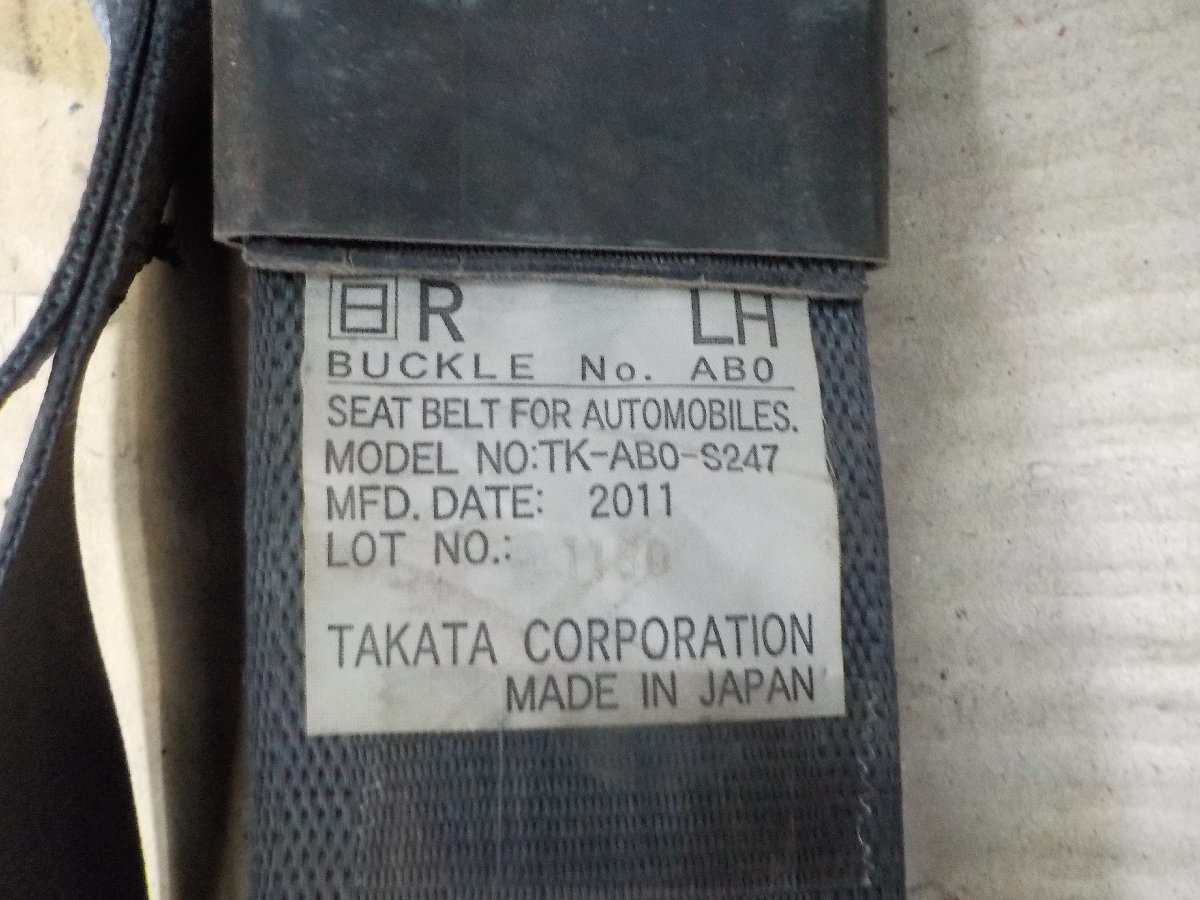 日 R LH
BUCKLE No. AB0
SEAT BELT FOR AUTOMOBILES.
MODEL NO:TK-AB0-S247
MFD. DATE: 2011
LOT NO.:
TAKATA CORPORATION
MADE IN JAPAN